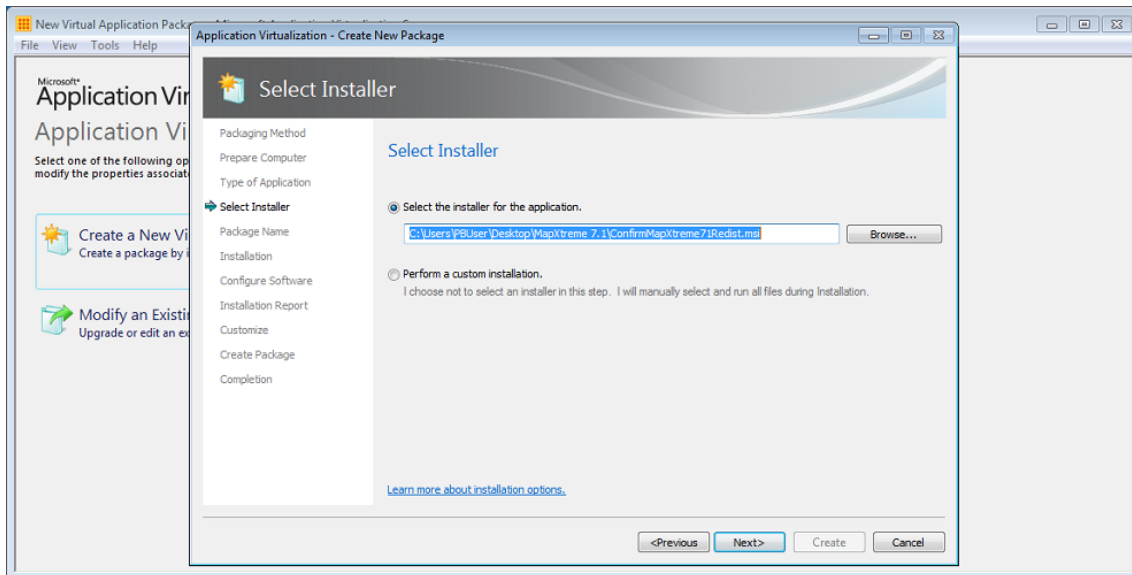 New Virtual Application Packa
File View Tools Help
Microsoft
Application Vir
Application Vi
Select one of the following op
modify the properties associat
Create a New Vi
Create a package by i
Modify an Existi
Upgrade or edit an ex
Application Virtualization - Create New Package
Select Installer
Packaging Method
Prepare Computer
Type of Application
Select Installer
Package Name
Installation
Configure Software
Installation Report
Customize
Create Package
Completion
Select Installer
Select the installer for the application.
C:\Users\PBUser\Desktop\MapXtreme 7.1\ConfirmMapXtreme71Redist.msi
Browse...
Perform a custom installation.
I choose not to select an installer in this step. I will manually select and run all files during Installation.
Learn more about installation options.
<Previous Next> Create Cancel